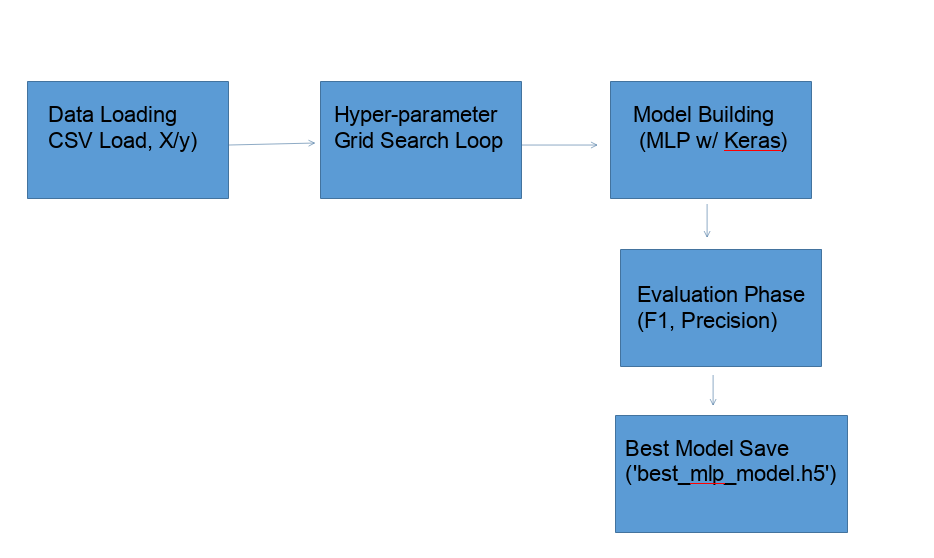 Data Loading
CSV Load, X/y)
Hyper-parameter
Grid Search Loop
Model Building
(MLP w/ Keras)
Evaluation Phase
(F1, Precision)
Best Model Save
('best_mlp_model.h5')